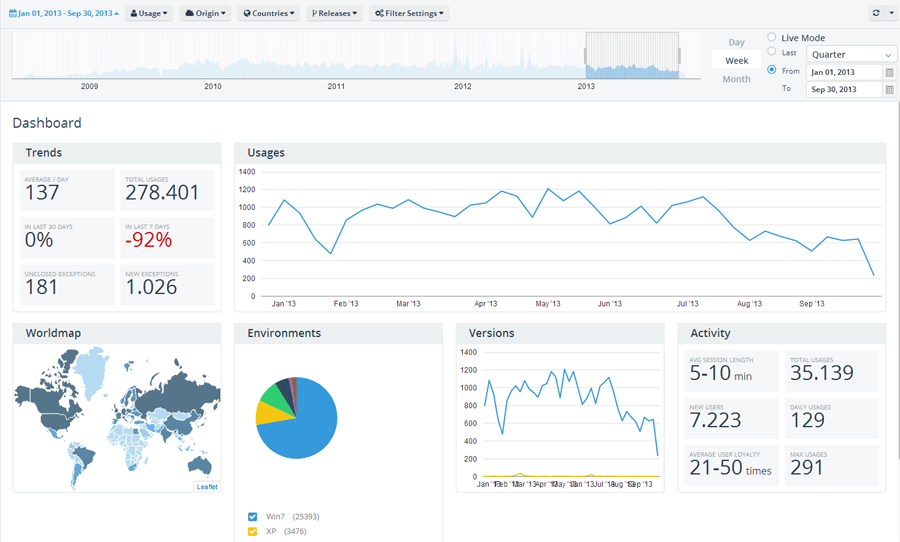 Jan 01, 2013 - Sep 30, 2013 Usage Origin Countries Releases Filter Settings
2009 2010 2011 2012 2013
Day
Week
Month
Live Mode
Last Quarter
From Jan 01, 2013
To Sep 30, 2013
Dashboard
Trends
AVERAGE / DAY
137
TOTAL USAGES
278.401
IN LAST 30 DAYS
0%
IN LAST 7 DAYS
-92%
UNCLOSED EXCEPTIONS
181
NEW EXCEPTIONS
1.026
Usages
1400
1200
1000
800
600
400
200
0
Jan '13 Feb '13 Mar '13 Apr '13 May '13 Jun '13 Jul '13 Aug '13 Sep '13
Worldmap
Leaflet
Environments
Win7 (25393)
XP (3476)
Versions
1400
1200
1000
800
600
400
200
0
Jan '13 Feb '13 Mar '13 Apr '13 May '13 Jun '13 Jul '13 Aug '13 Sep '13
Activity
AVG SESSION LENGTH
5-10 min
TOTAL USAGES
35.139
NEW USERS
7.223
DAILY USAGES
129
AVERAGE USER LOYALTY
21-50 times
MAX USAGES
291